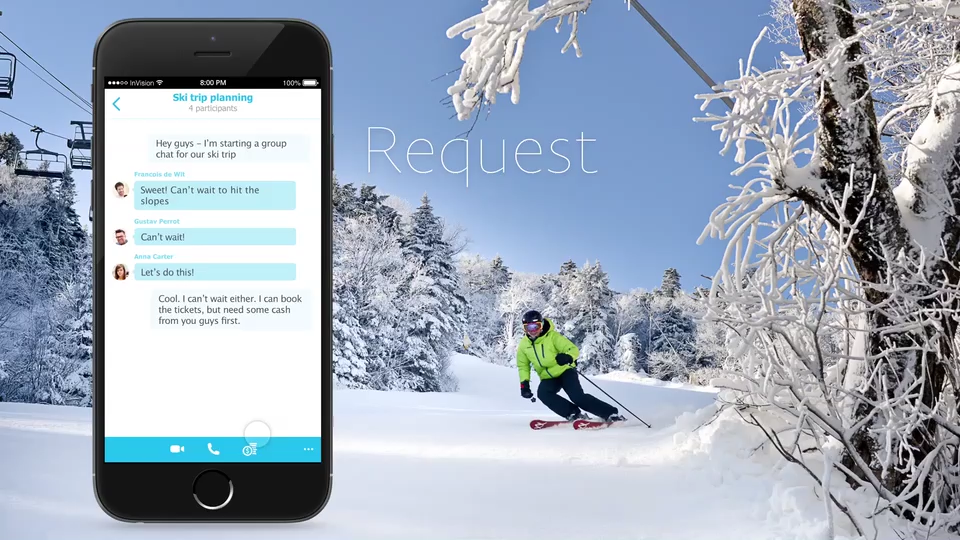 InVision
8:00 PM
100%
Ski trip planning
4 participants
Hey guys – I'm starting a group
chat for our ski trip
Francois de Wit
Sweet! Can't wait to hit the
slopes
Gustav Perrot
Can't wait!
Anna Carter
Let's do this!
Cool. I can't wait either. I can book
the tickets, but need some cash
from you guys first.
Request